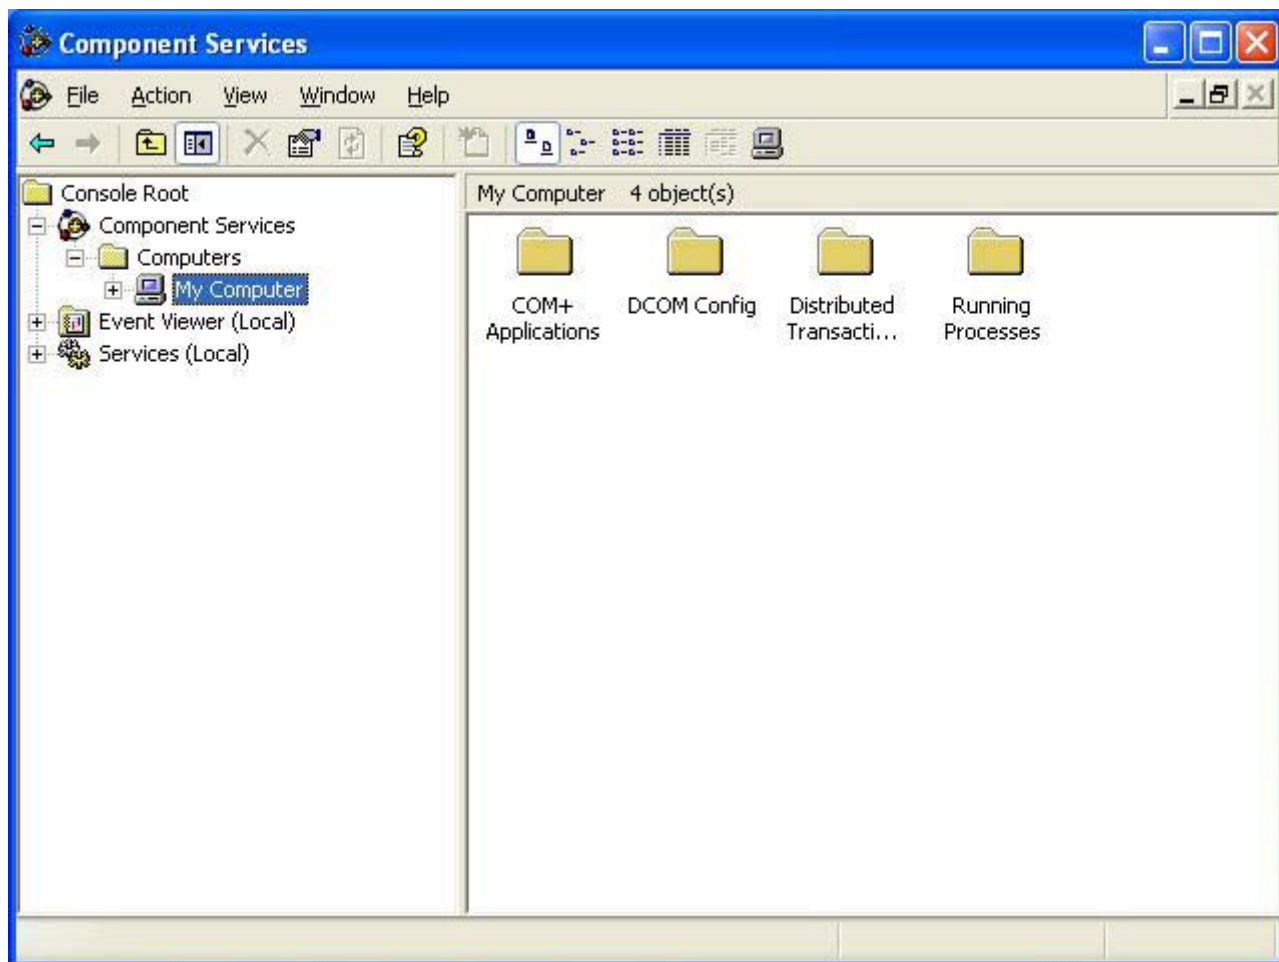 Component Services
File Action View Window Help
Console Root
Component Services
Computers
My Computer
Event Viewer (Local)
Services (Local)
My Computer 4 object(s)
COM+ Applications
DCOM Config
Distributed Transacti...
Running Processes